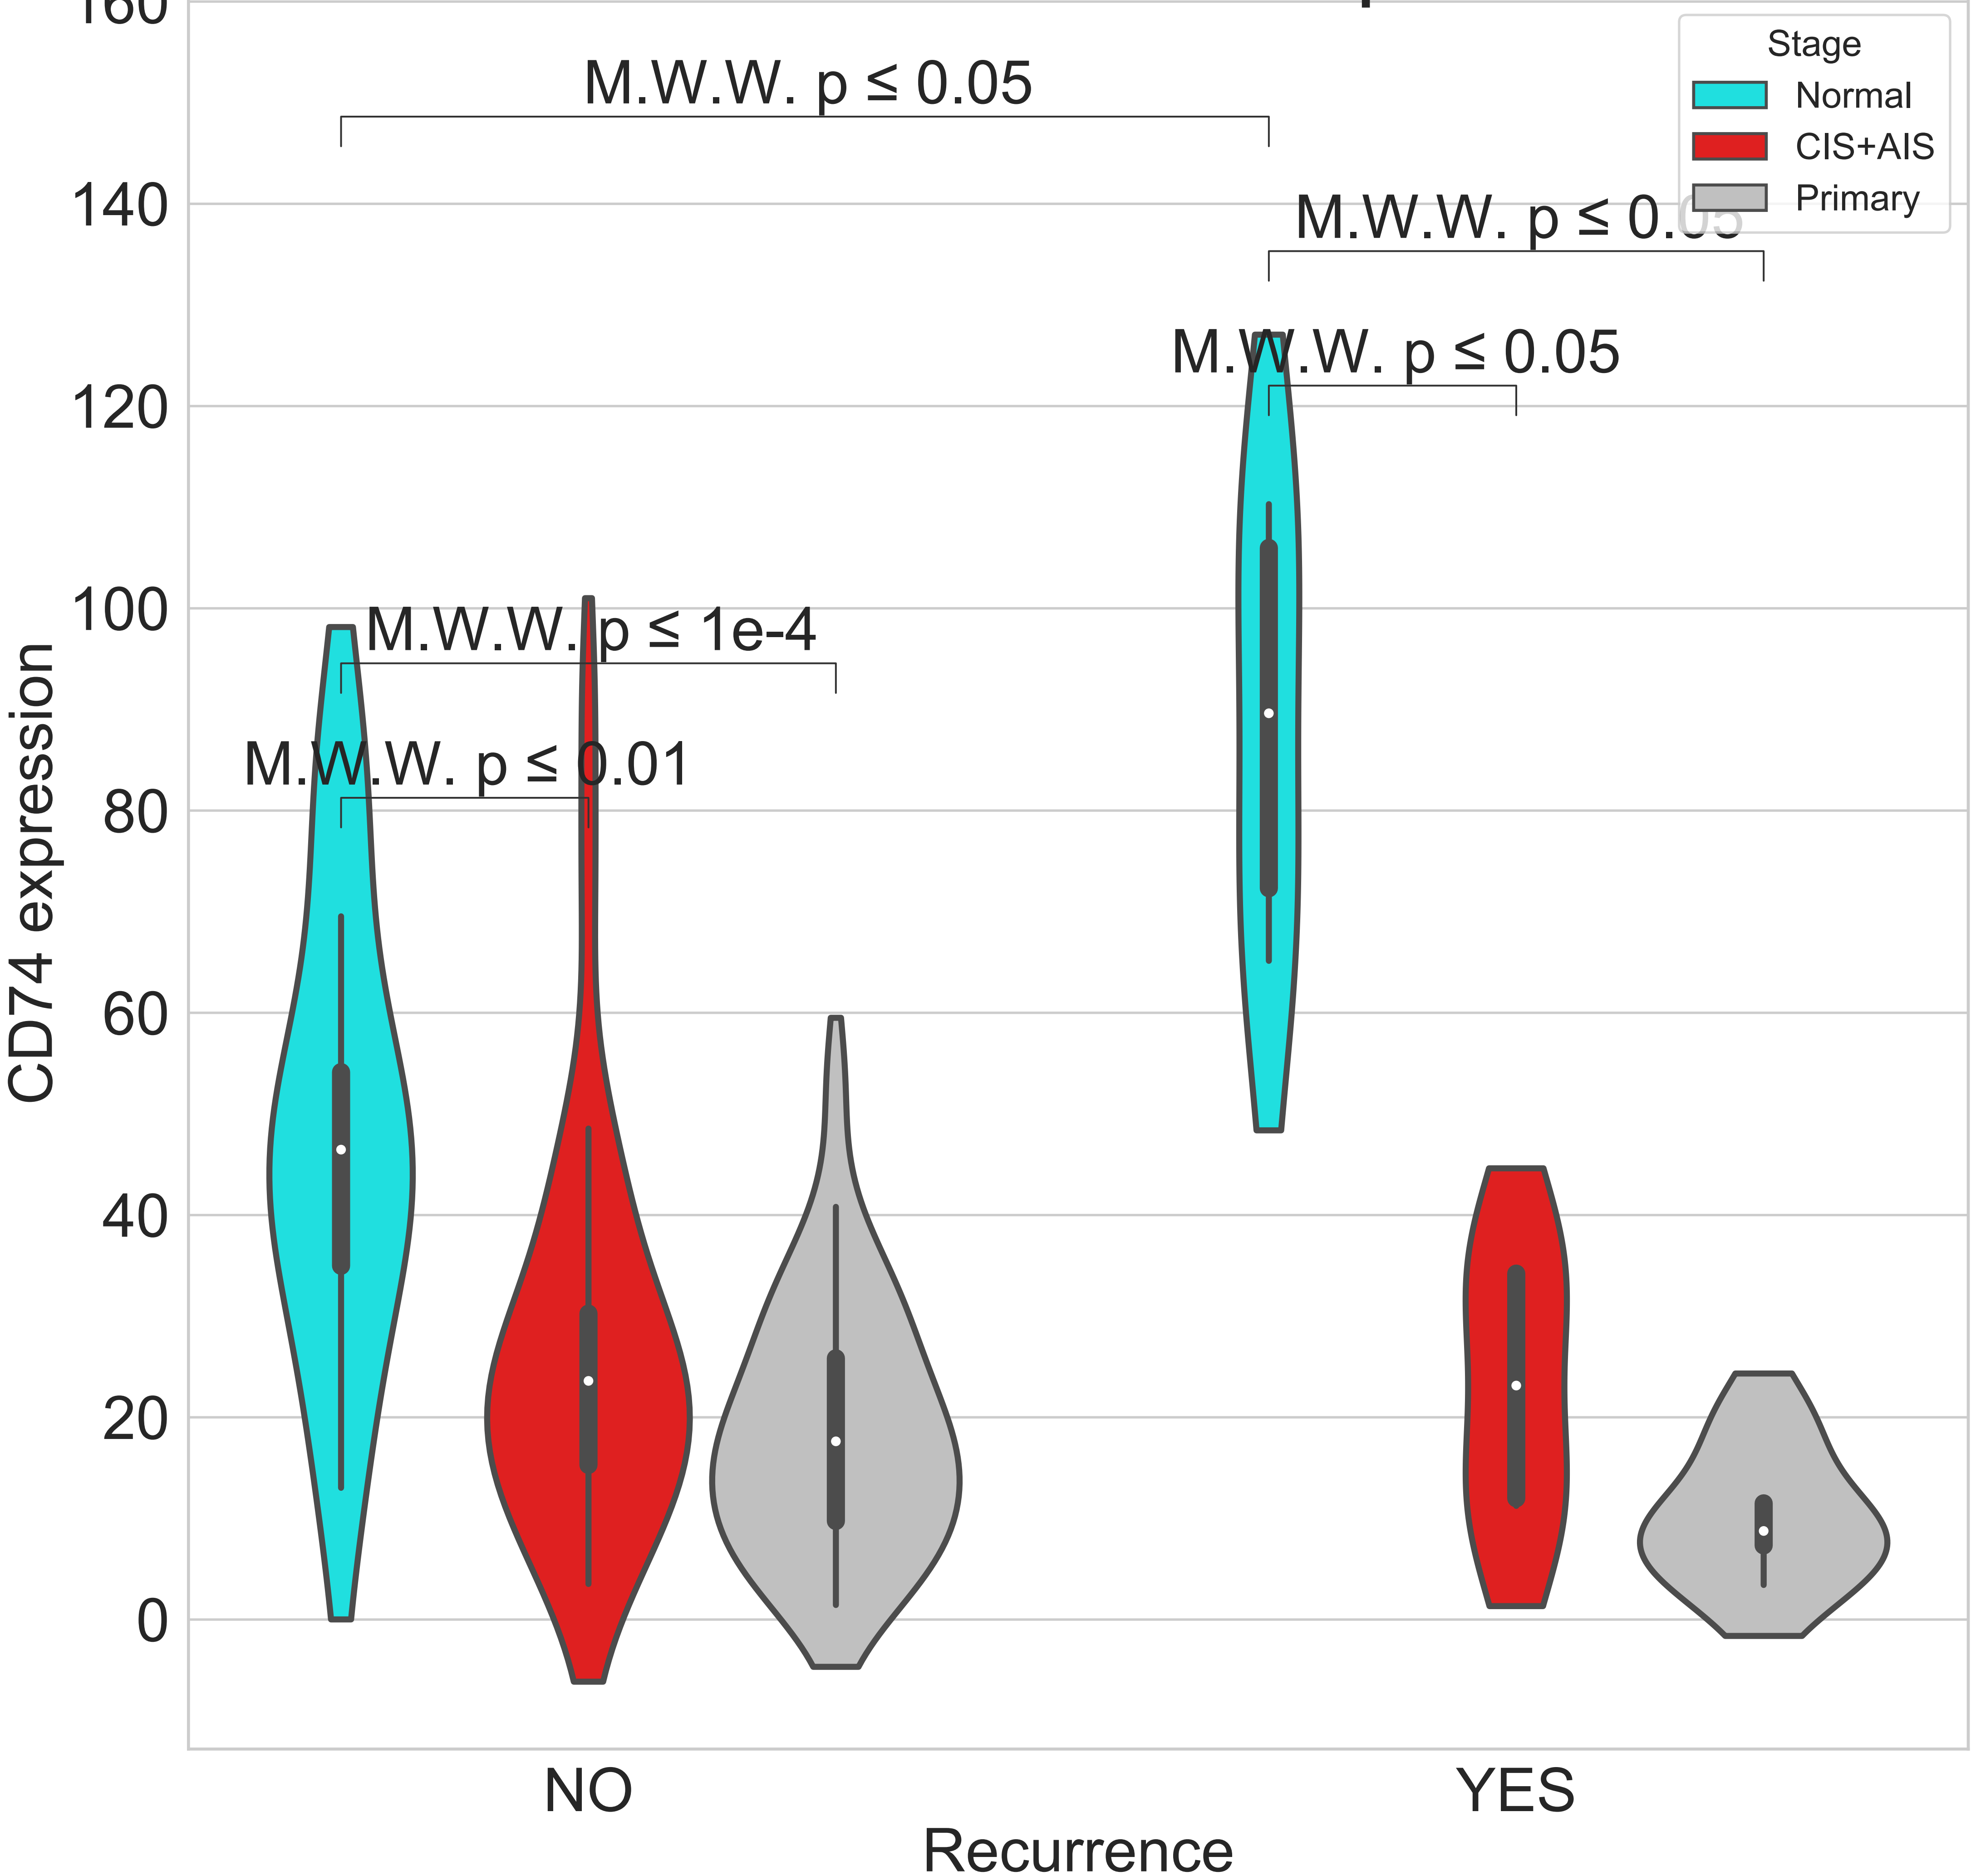 160
M.W.W. p ≤ 0.05
Stage
Normal
CIS+AIS
Primary
140
M.W.W. p ≤ 0.05
M.W.W. p ≤ 0.05
120
100
M.W.W. p ≤ 1e-4
M.W.W. p ≤ 0.01
80
CD74 expression
60
40
20
0
NO
YES
Recurrence